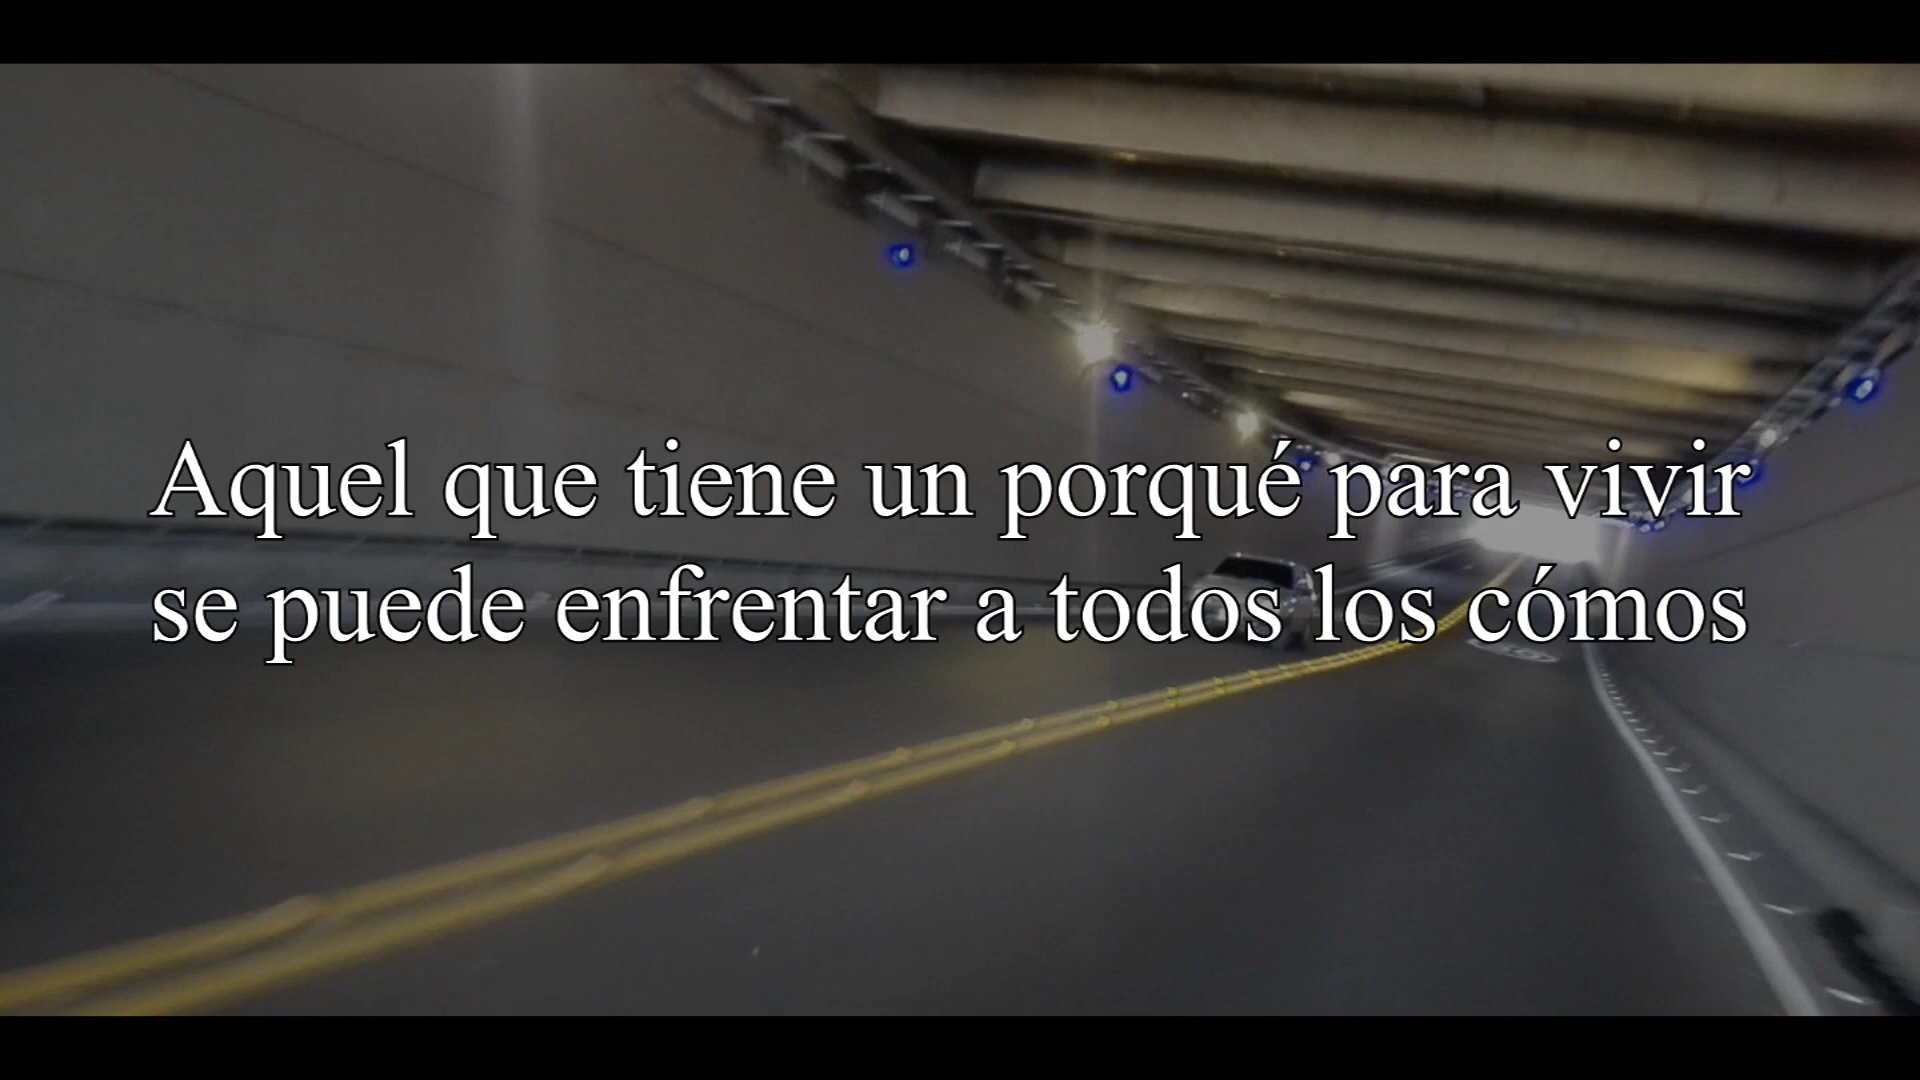 Aquel que tiene un porqué para vivir
se puede enfrentar a todos los cómos